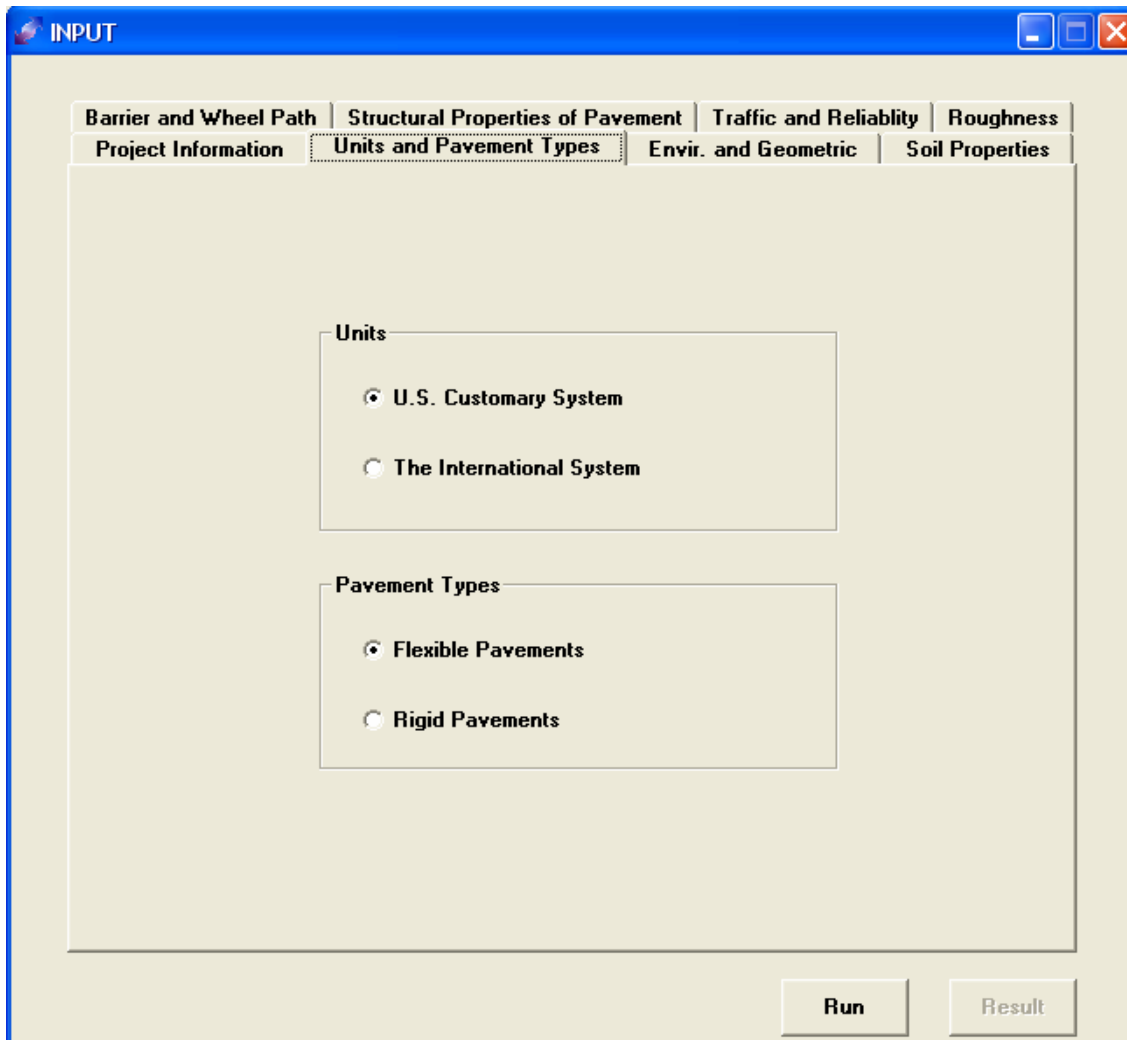 INPUT
Barrier and Wheel Path Structural Properties of Pavement Traffic and Reliablity Roughness
Project Information Units and Pavement Types Envir. and Geometric Soil Properties
Units
U.S. Customary System
The International System
Pavement Types
Flexible Pavements
Rigid Pavements
Run Result